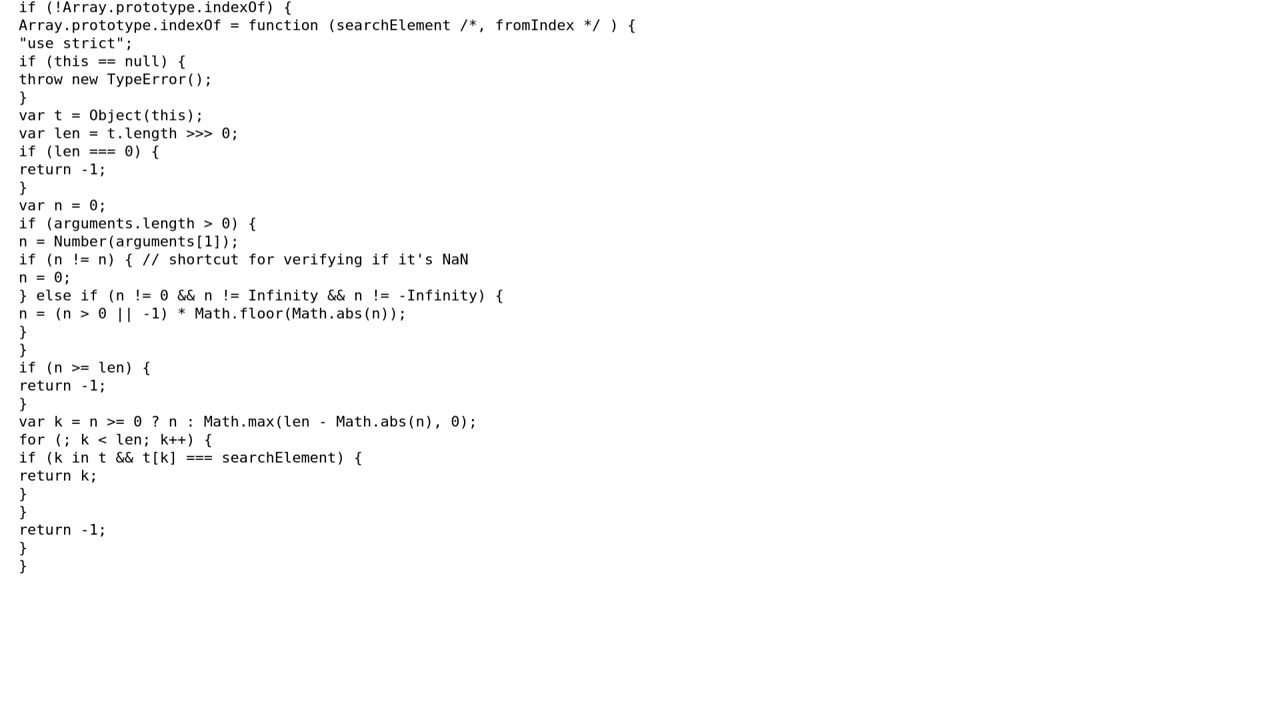 if (!Array.prototype.indexOf) {
Array.prototype.indexOf = function (searchElement /*, fromIndex */ ) {
"use strict";
if (this == null) {
throw new TypeError();
}
var t = Object(this);
var len = t.length >>> 0;
if (len === 0) {
return -1;
}
var n = 0;
if (arguments.length > 0) {
n = Number(arguments[1]);
if (n != n) { // shortcut for verifying if it's NaN
n = 0;
} else if (n != 0 && n != Infinity && n != -Infinity) {
n = (n > 0 || -1) * Math.floor(Math.abs(n));
}
}
if (n >= len) {
return -1;
}
var k = n >= 0 ? n : Math.max(len - Math.abs(n), 0);
for (; k < len; k++) {
if (k in t && t[k] === searchElement) {
return k;
}
}
return -1;
}
}